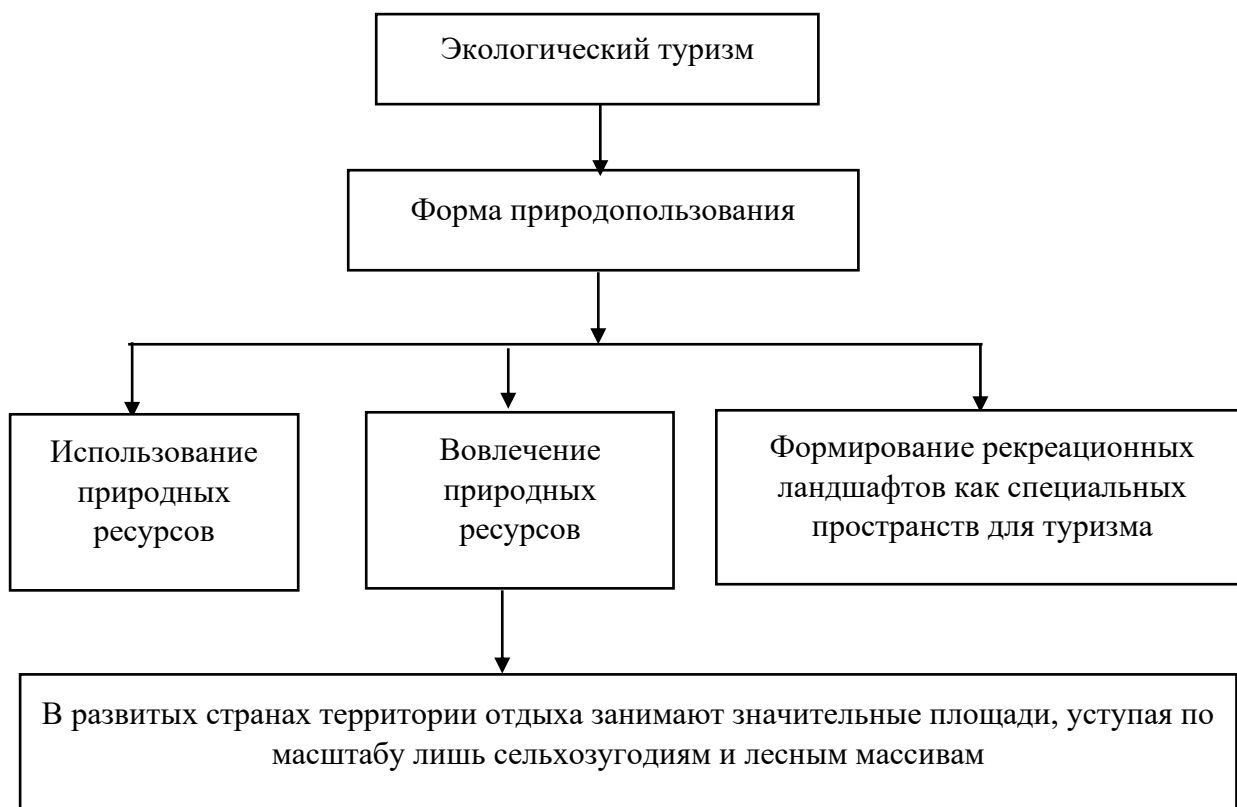 Экологический туризм
Форма природопользования
Использование
природных
ресурсов
Вовлечение
природных
ресурсов
Формирование рекреационных
ландшафтов как специальных
пространств для туризма
В развитых странах территории отдыха занимают значительные площади, уступая по
масштабу лишь сельхозугодиям и лесным массивам